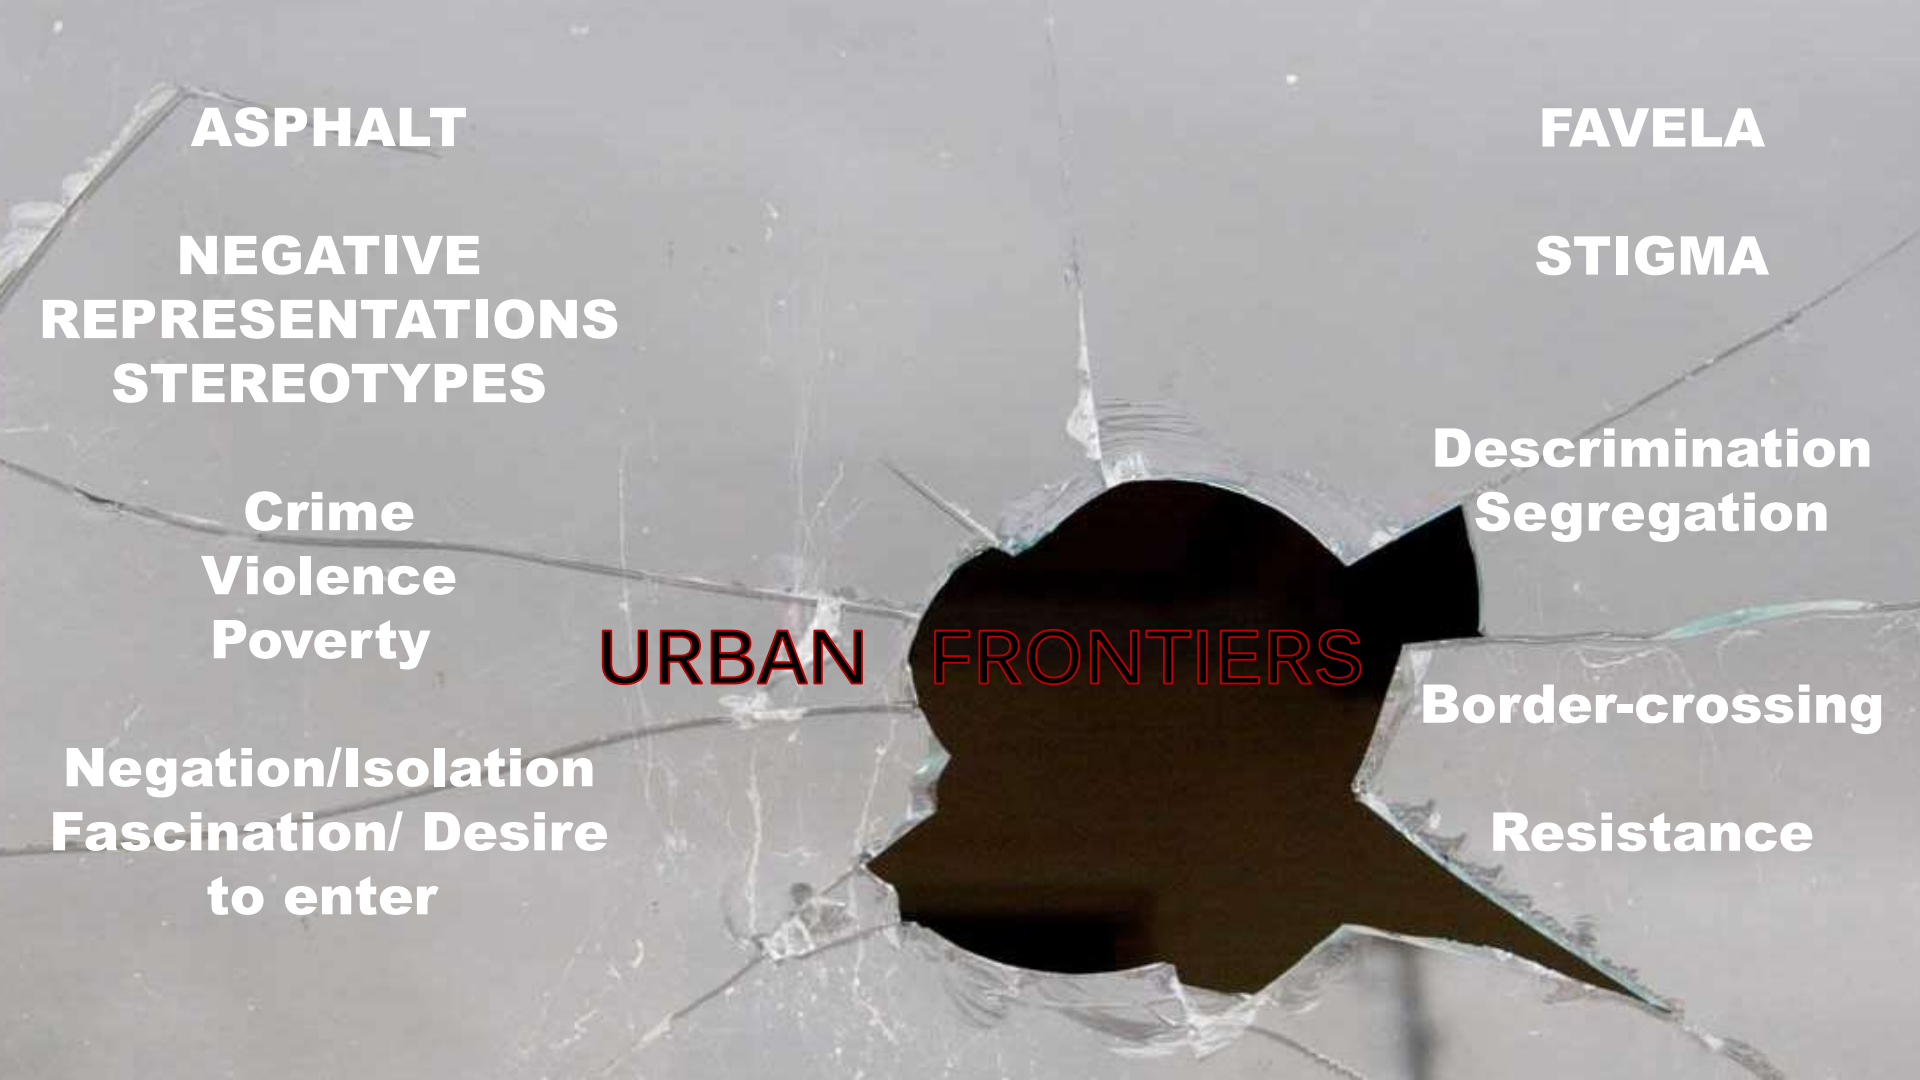 ASPHALT
NEGATIVE
REPRESENTATIONS
STEREOTYPES
Crime
Violence
Poverty
Negation/Isolation
Fascination/ Desire
to enter
URBAN FRONTIERS
FAVELA
STIGMA
Descrimination
Segregation
Border-crossing
Resistance